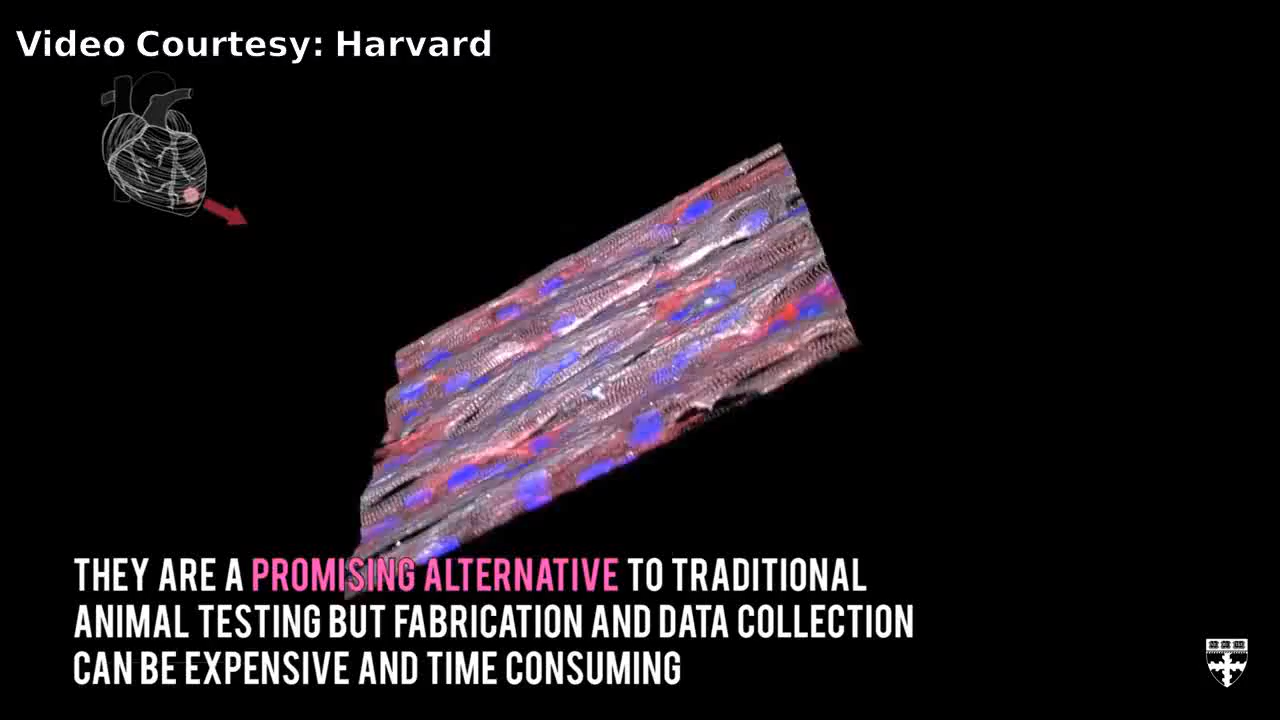 Video Courtesy: Harvard
THEY ARE A PROMISING ALTERNATIVE TO TRADITIONAL
ANIMAL TESTING BUT FABRICATION AND DATA COLLECTION
CAN BE EXPENSIVE AND TIME CONSUMING